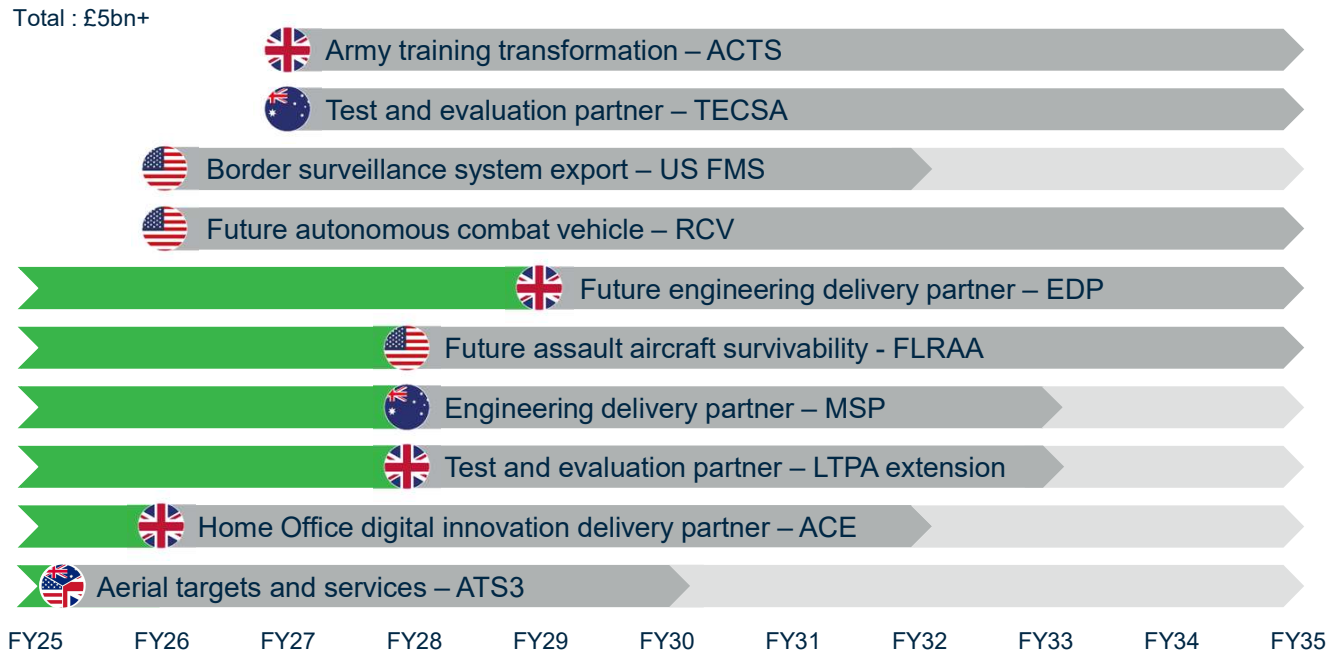 Total : £5bn+
Army training transformation – ACTS
Test and evaluation partner – TECSA
Border surveillance system export – US FMS
Future autonomous combat vehicle – RCV
Future engineering delivery partner – EDP
Future assault aircraft survivability - FLRAA
Engineering delivery partner – MSP
Test and evaluation partner – LTPA extension
Home Office digital innovation delivery partner – ACE
Aerial targets and services – ATS3
FY25 FY26 FY27 FY28 FY29 FY30 FY31 FY32 FY33 FY34 FY35